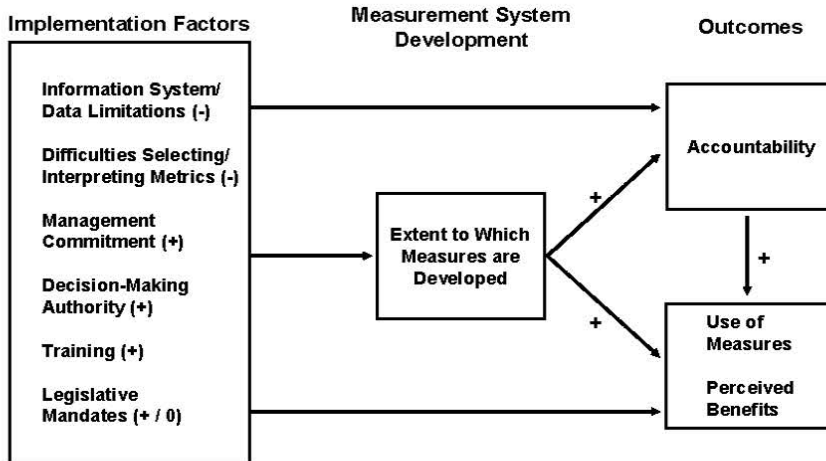 Implementation Factors
Measurement System
Development
Outcomes
Information System/
Data Limitations (-)
Difficulties Selecting/
Interpreting Metrics (-)
Management
Commitment (+)
Decision-Making
Authority (+)
Training (+)
Legislative
Mandates (+ / 0)
Extent to Which
Measures are
Developed
+
+
Accountability
+
Use of
Measures
Perceived
Benefits